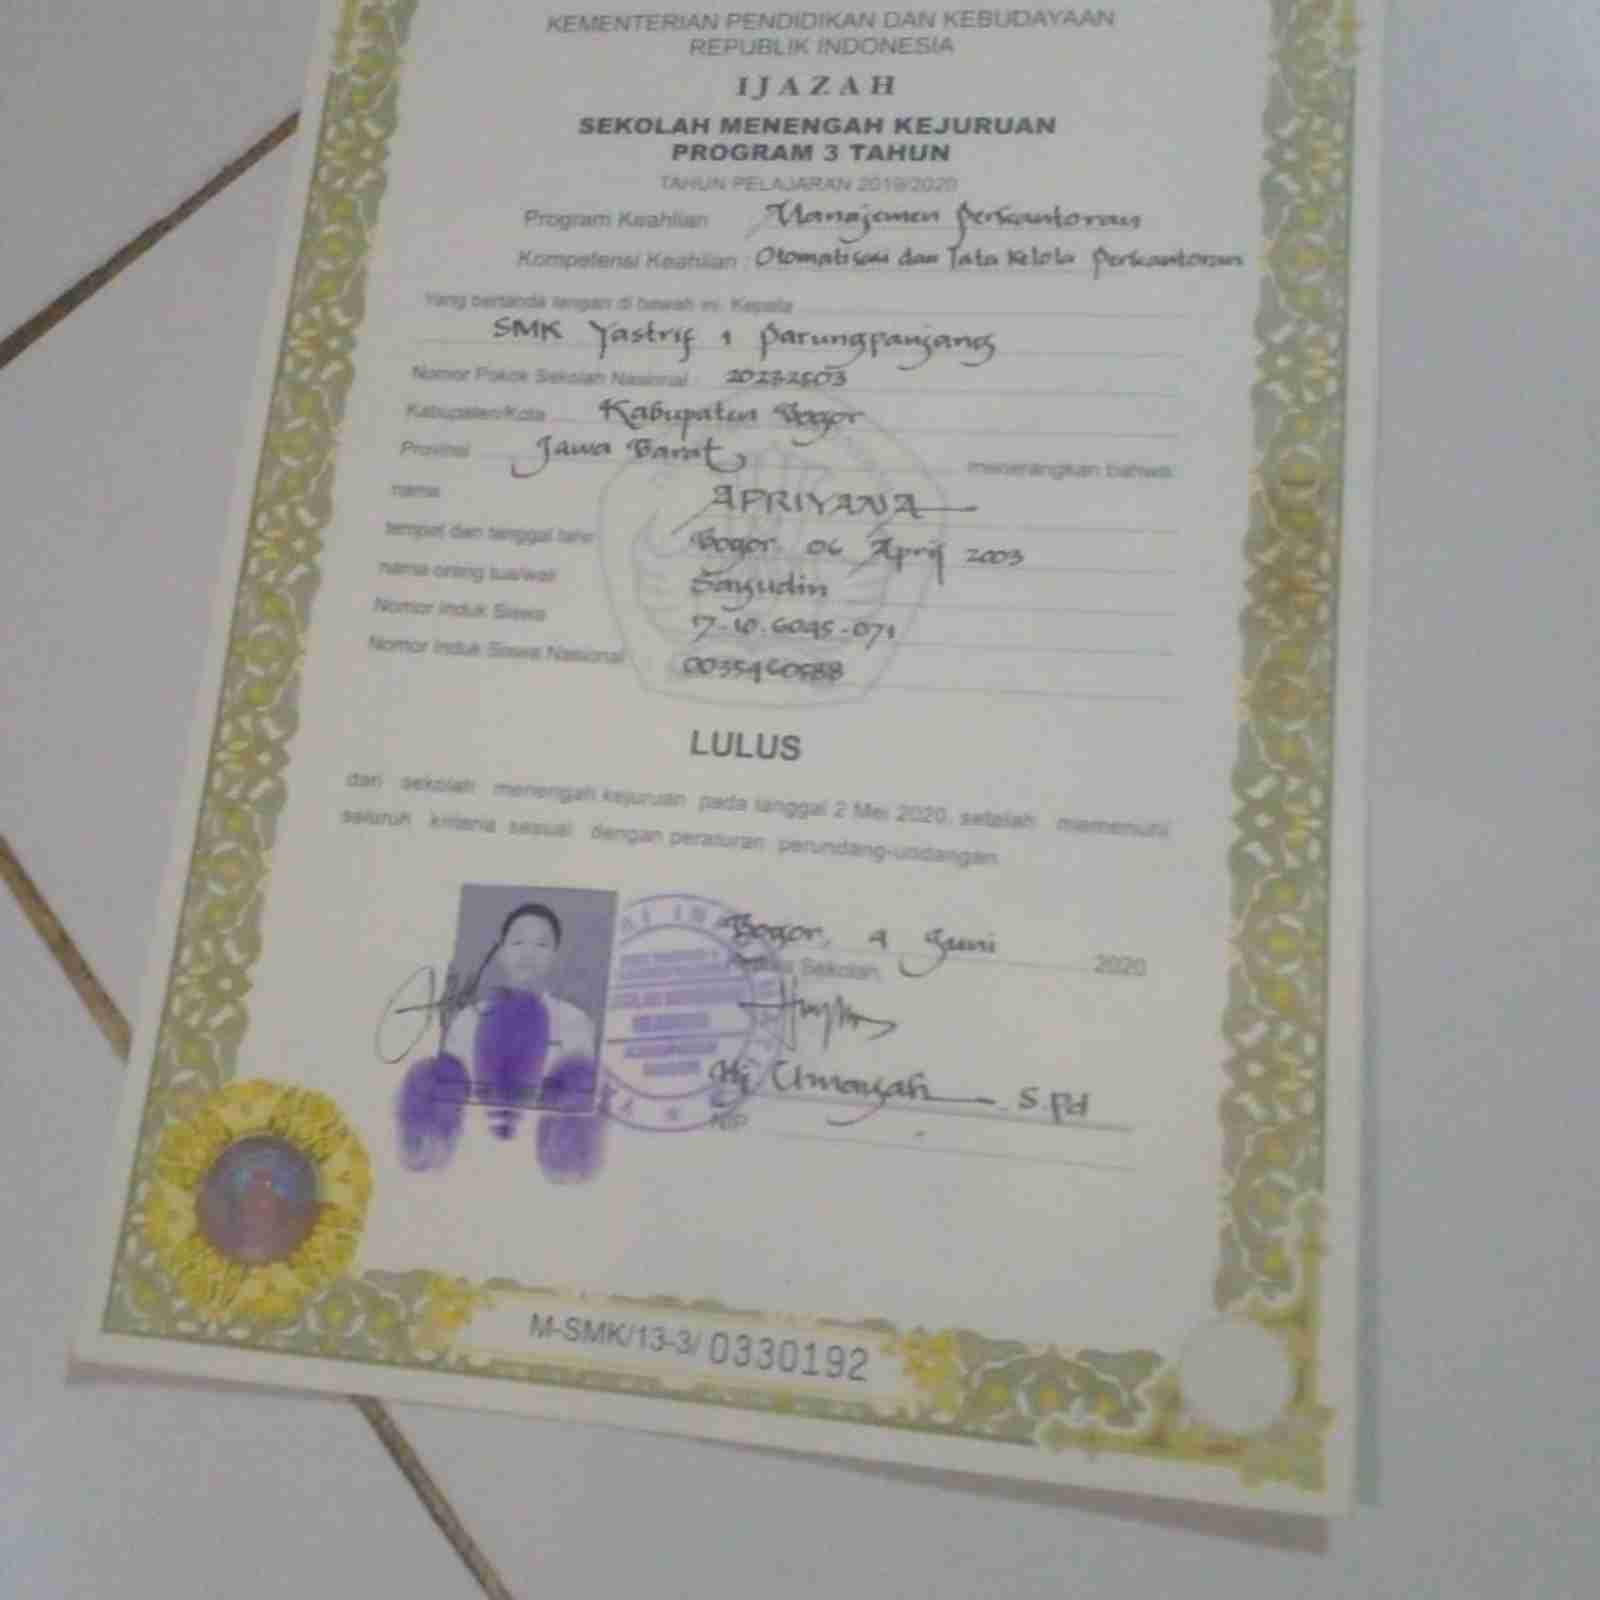 KEMENTERIAN PENDIDIKAN DAN KEBUDAYAAN
REPUBLIK INDONESIA
IJAZAH
SEKOLAH MENENGAH KEJURUAN
PROGRAM 3 TAHUN
TAHUN PELAJARAN 2019/2020
Program Keahlian Manajemen Perkantoran
Kompetensi Keahlian : Otomatisasi dan Tata Kelola Perkantoran
Yang bertanda tangan di bawah ini, Kepala
SMK Yastrif 1 Parungpanjang
Nomor Pokok Sekolah Nasional : 20232503
Kabupaten/Kota Kabupaten Bogor
Provinsi Jawa Barat menerangkan bahwa:
nama APRIYANA
tempat dan tanggal lahir Bogor, 06 April 2003
nama orang tua/wali Sayudin
Nomor Induk Siswa 17-10.6095-071
Nomor Induk Siswa Nasional
LULUS
dari sekolah menengah kejuruan pada tanggal 2 Mei 2020 setelah memenuhi
seluruh kriteria sesuai dengan peraturan perundang-undangan.
Bogor, 4 Juni 2020
Kepala Sekolah,
Hj Umayah S.Pd
NIP
M-SMK/13-3/ 0330192